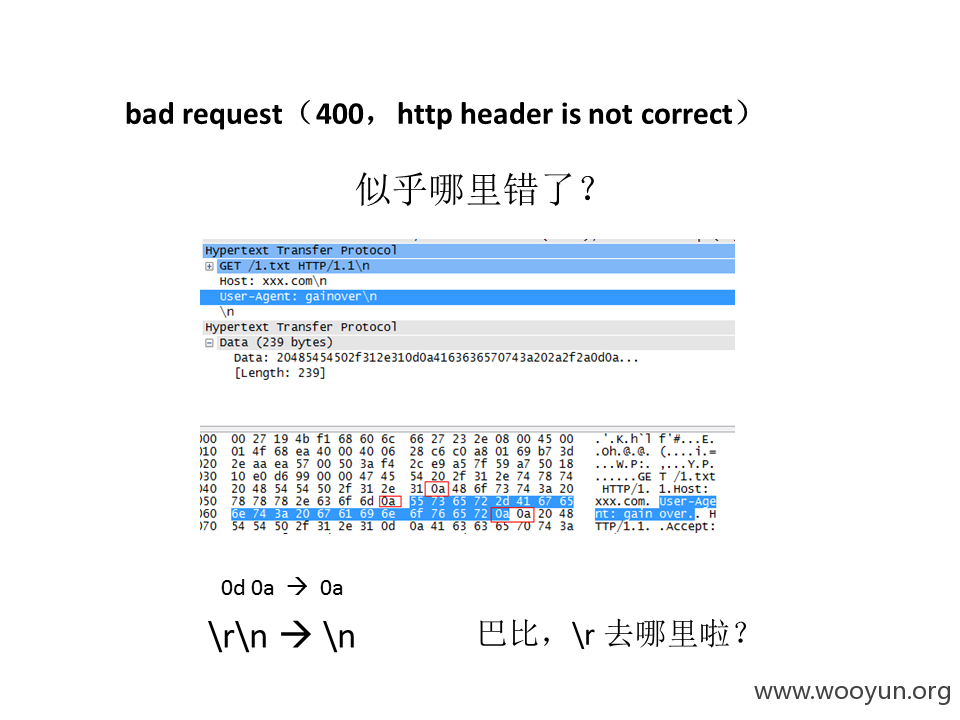 bad request（400，http header is not correct）
似乎哪里错了？
Hypertext Transfer Protocol
GET /1.txt HTTP/1.1\n
Host: xxx.com\n
User-Agent: gainover\n
\n
Hypertext Transfer Protocol
Data (239 bytes)
Data: 20485454502f312e310d0a4163636570743a202a2f2a0d0a...
[Length: 239]
000 00 27 19 4b f1 68 60 6c 66 27 23 2e 08 00 45 00 .'.K.h`l f'#...E.
010 01 4f 68 ea 40 00 40 06 28 c6 c0 a8 01 69 b7 3d .Oh.@.@. (....i.=
020 2e aa ea 57 00 50 3a f4 2c e9 a5 7f 59 a7 50 18 ...W.P:. ,...Y.P.
030 10 e0 d6 99 00 00 47 45 54 20 2f 31 2e 74 78 74 ......GE T /1.txt
040 20 48 54 54 50 2f 31 2e 31 0a 48 6f 73 74 3a 20 HTTP/1. 1.Host:
050 78 78 78 2e 63 6f 6d 0a 55 73 65 72 2d 41 67 65 xxx.com. User-Age
060 6e 74 3a 20 67 61 69 6e 6f 76 65 72 0a 0a 20 48 nt: gain over.. H
070 54 54 50 2f 31 2e 31 0d 0a 41 63 63 65 70 74 3a TTP/1.1. .Accept:
0d 0a → 0a
\r\n → \n
巴比，\r 去哪里啦？
www.wooyun.org